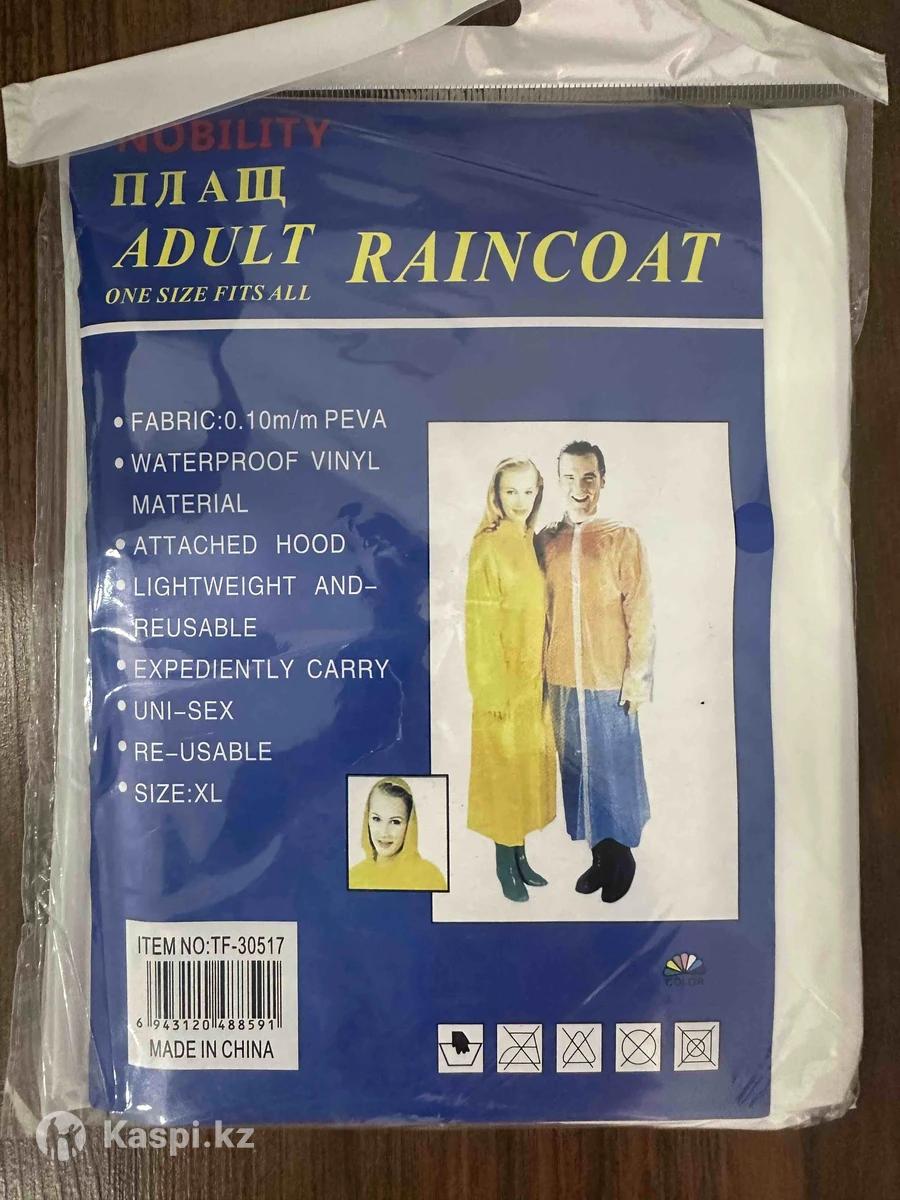 NOBILITY
ПЛАЩ
ADULT RAINCOAT
ONE SIZE FITS ALL
• FABRIC:0.10m/m PEVA
• WATERPROOF VINYL
MATERIAL
• ATTACHED HOOD
• LIGHTWEIGHT AND-
REUSABLE
• EXPEDIENTLY CARRY
• UNI-SEX
• RE-USABLE
• SIZE:XL
ITEM NO:TF-30517
6 943120 488591
MADE IN CHINA
COLOR
Kaspi.kz